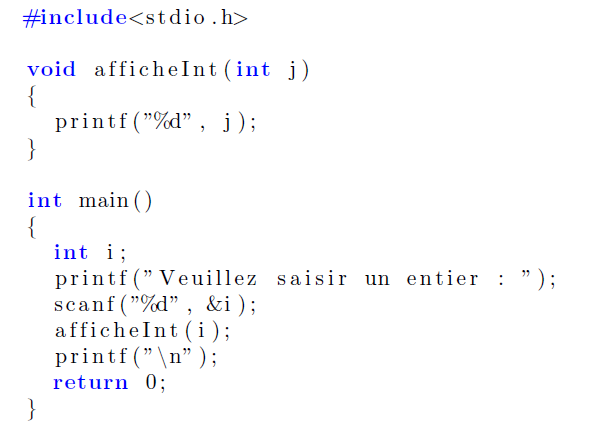 #include<stdio.h>
void afficheInt(int j)
{
printf("%d", j);
}
int main()
{
int i;
printf("Veuillez saisir un entier : ");
scanf("%d", &i);
afficheInt(i);
printf("\n");
return 0;
}